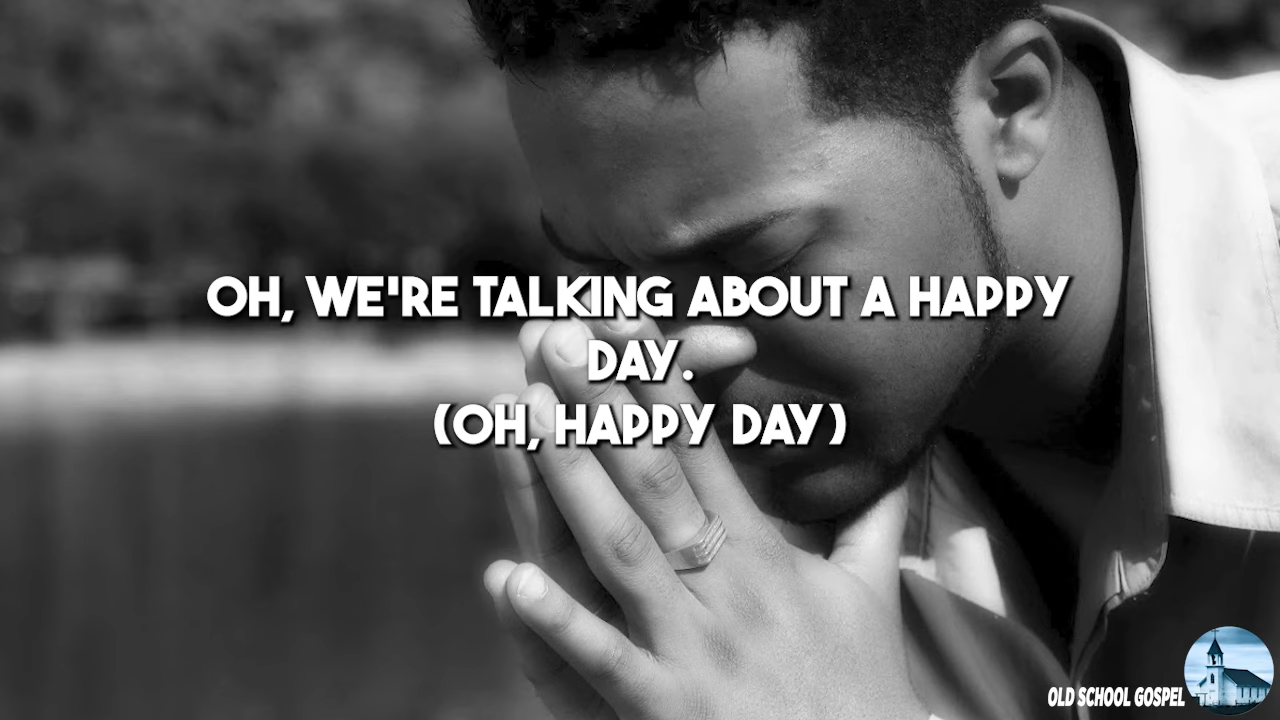 OH, WE'RE TALKING ABOUT A HAPPY
DAY.
(OH, HAPPY DAY)
OLD SCHOOL GOSPEL